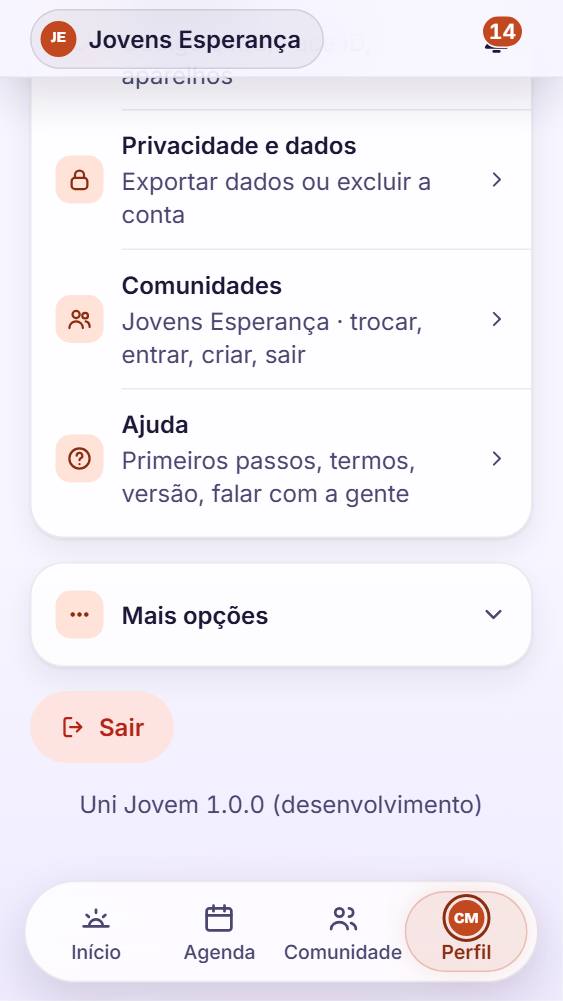 JE
Jovens Esperança
14
aparelhos
Privacidade e dados
Exportar dados ou excluir a
conta
Comunidades
Jovens Esperança · trocar,
entrar, criar, sair
Ajuda
Primeiros passos, termos,
versão, falar com a gente
Mais opções
Sair
Uni Jovem 1.0.0 (desenvolvimento)
CM
Início
Agenda
Comunidade
Perfil